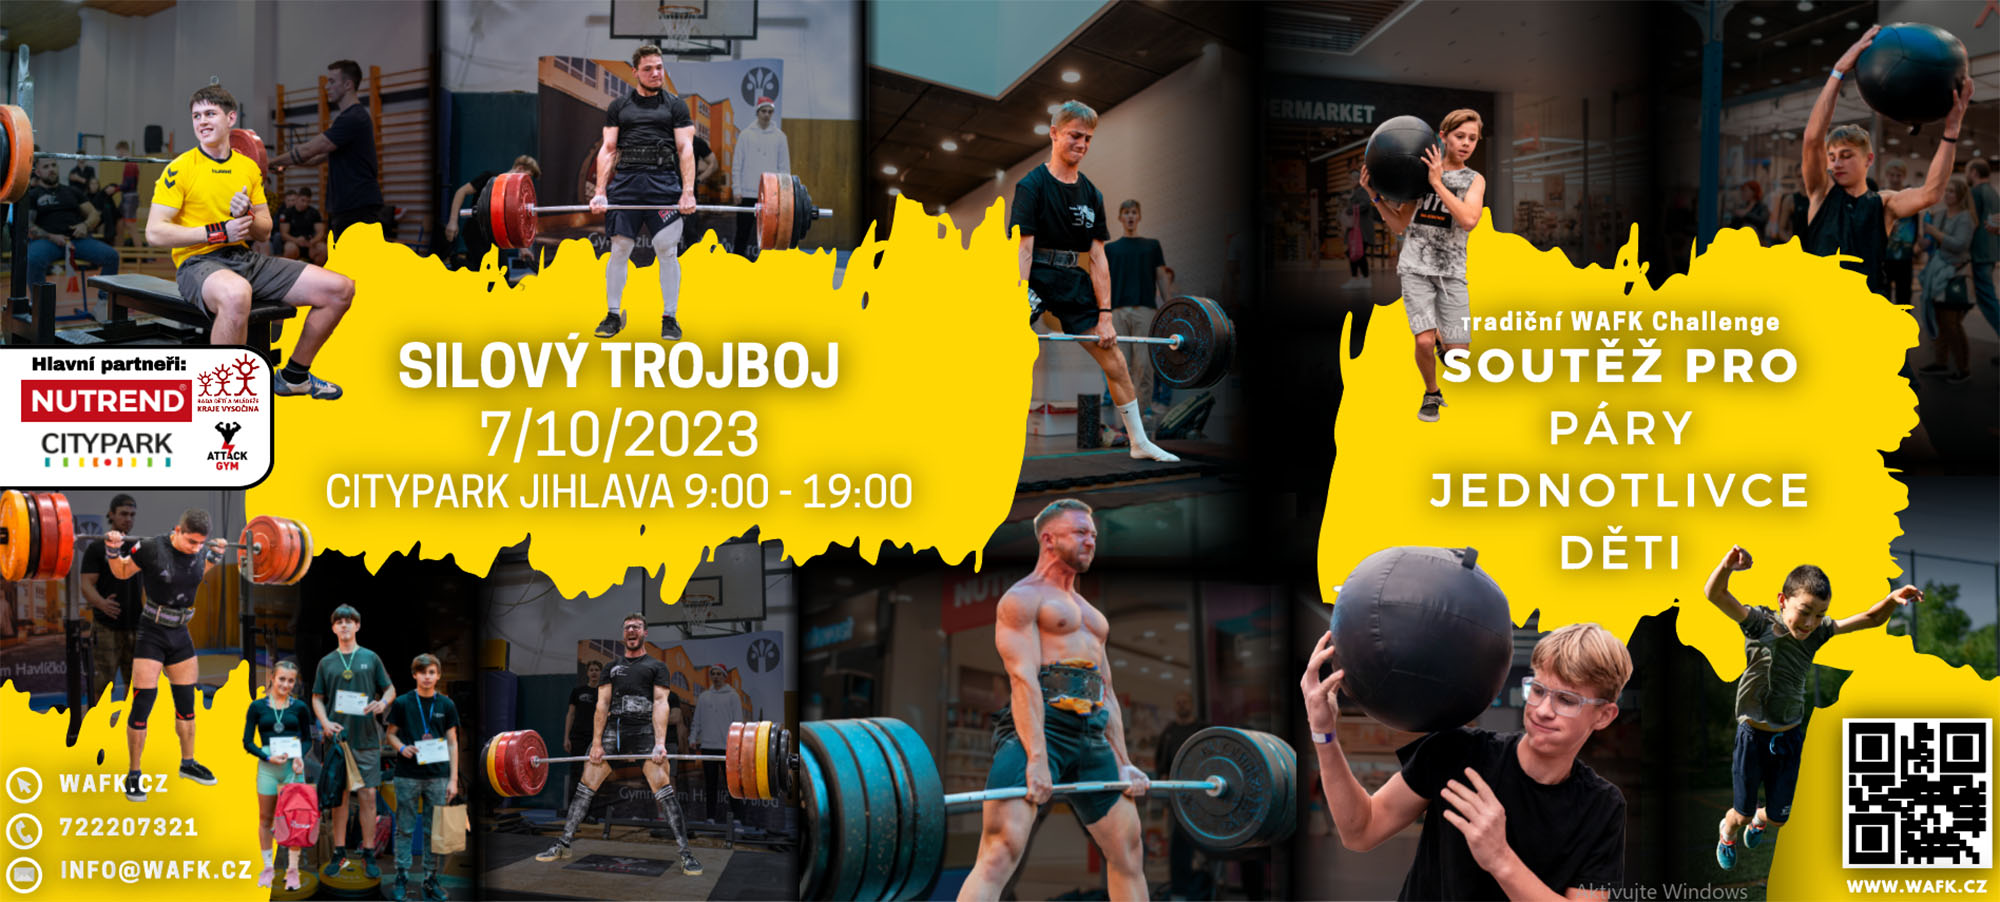 SILOVÝ TROJBOJ
7/10/2023
CITYPARK JIHLAVA 9:00 - 19:00
Tradiční WAFK Challenge
SOUTĚŽ PRO
PÁRY
JEDNOTLIVCE
DĚTI
Hlavní partneři:
NUTREND®
RADA DĚTÍ A MLÁDEŽE
KRAJE VYSOČINA
CITYPARK
ATTACK
GYM
WAFK.CZ
722207321
INFO@WAFK.CZ
WWW.WAFK.CZ
Aktivujte Windows
PERMARKET
hummel